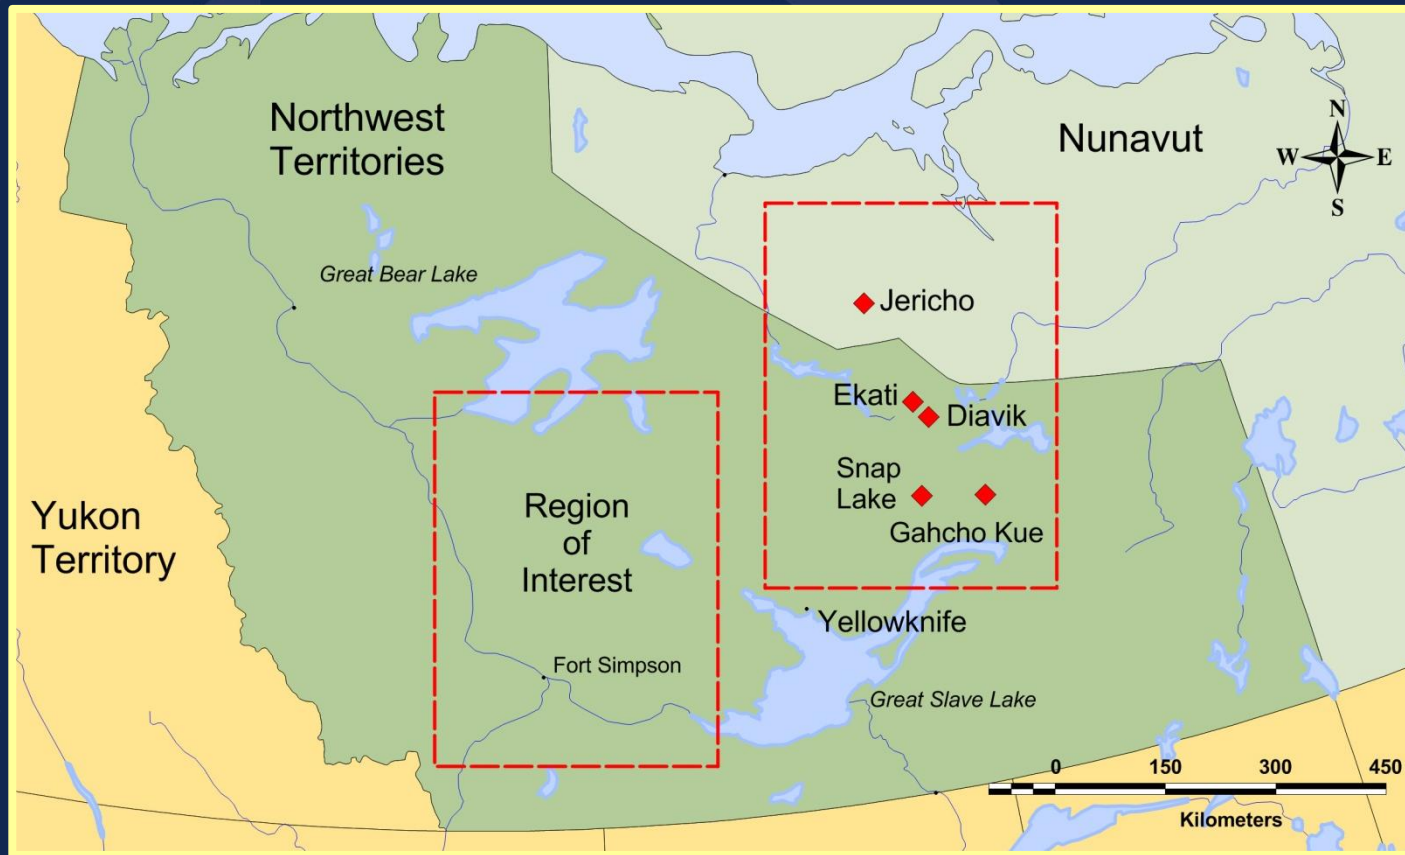 Northwest
Territories
Nunavut
N
W
E
S
Great Bear Lake
Jericho
Ekati
Diavik
Snap
Lake
Gahcho Kue
Region
of
Interest
Yukon
Territory
Yellowknife
Fort Simpson
Great Slave Lake
0 150 300 450
Kilometers